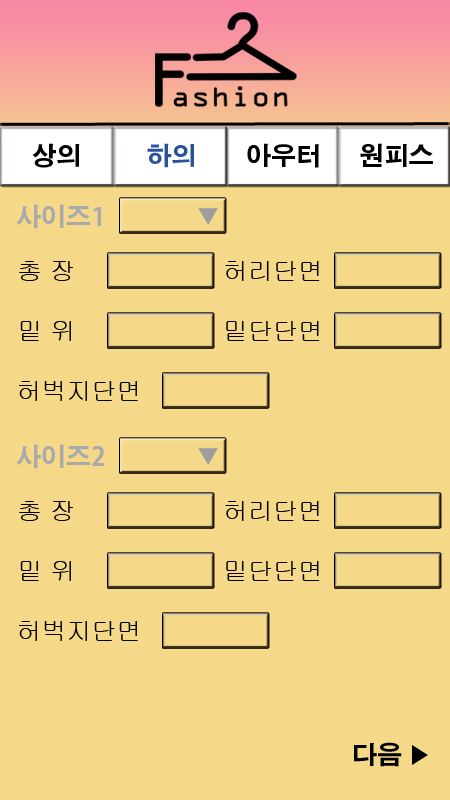 Fashion
상의 하의 아우터 원피스
사이즈1 ▼
총 장 허리단면
밑 위 밑단단면
허벅지단면
사이즈2 ▼
총 장 허리단면
밑 위 밑단단면
허벅지단면
다음 ▶